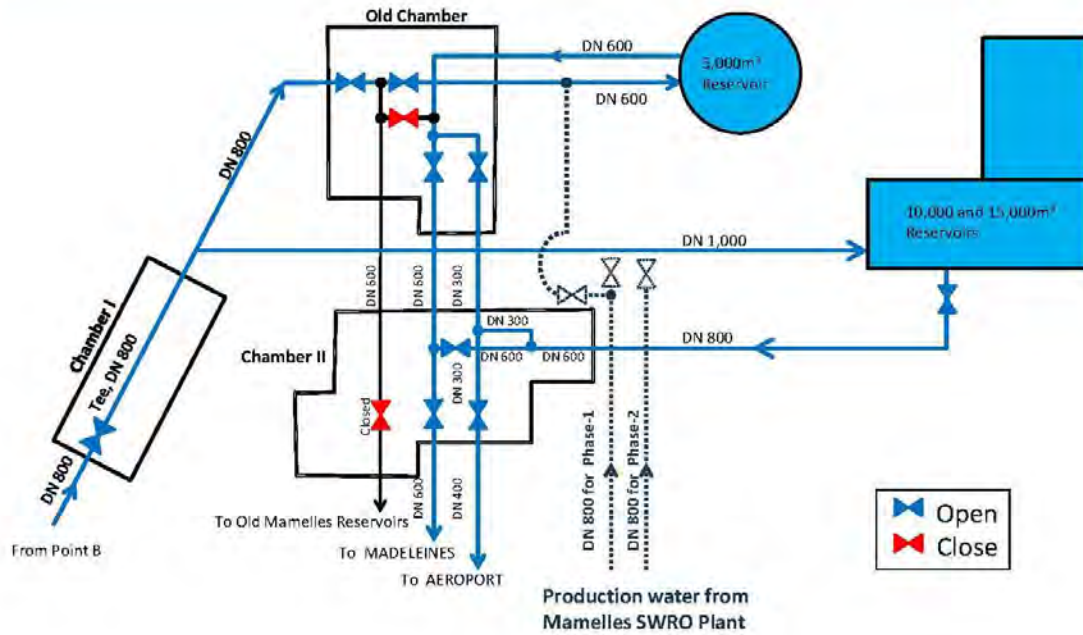 Old Chamber
DN 600
5,000m³
Reservoir
DN 600
DN 800
10,000 and 15,000m³
Reservoirs
DN 1,000
Chamber I
Tee, DN 800
DN 800
From Point B
DN 600
DN 600
DN 300
DN 300
Chamber II
DN 600
DN 600
DN 800
DN 300
Closed
DN 600
DN 400
To Old Mamelles Reservoirs
To MADELEINES
To AEROPORT
DN 800 for Phase-1
DN 800 for Phase-2
Production water from
Mamelles SWRO Plant
Open
Close